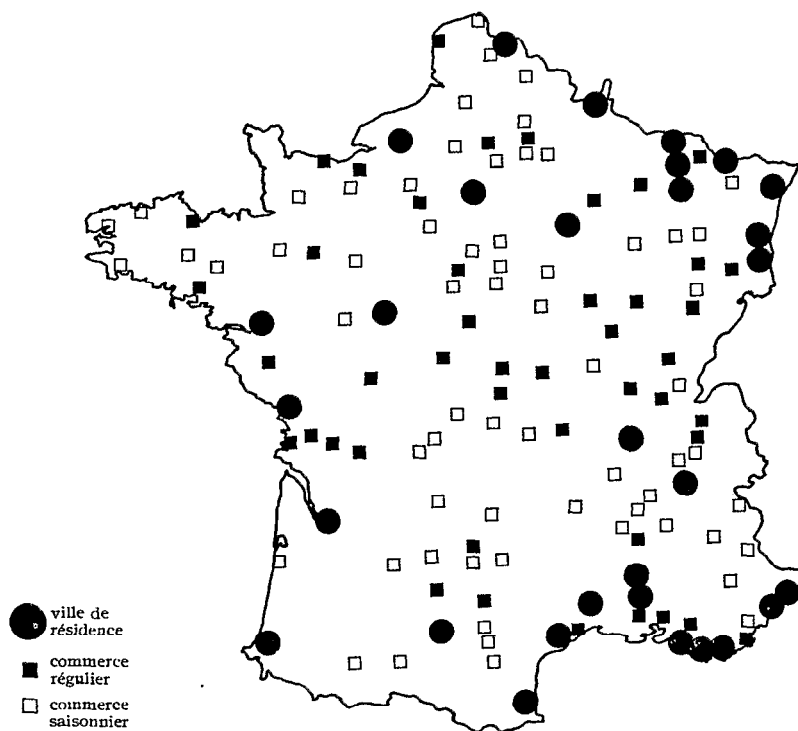 ville de
résidence
commerce
régulier
commerce
saisonnier